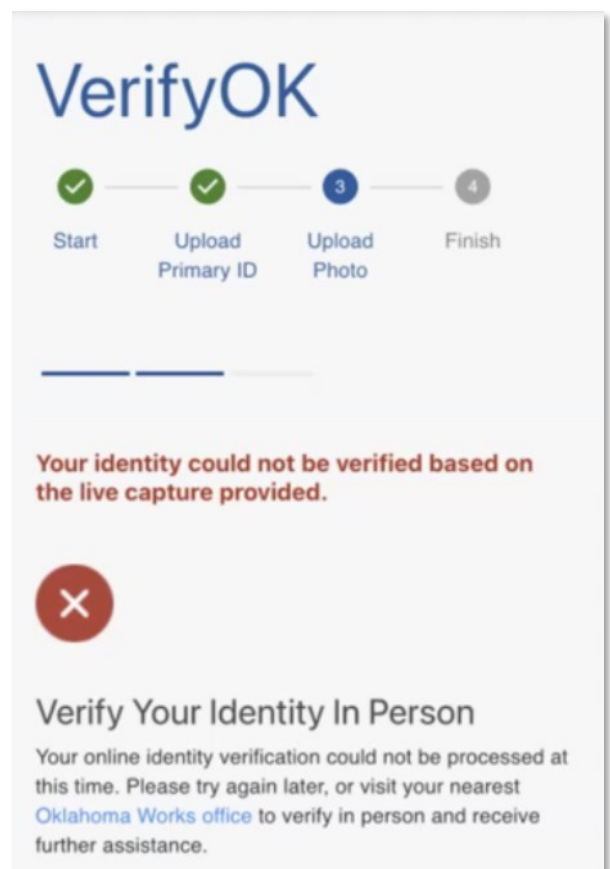 VerifyOK
3 4
Start Upload Primary ID Upload Photo Finish
Your identity could not be verified based on
the live capture provided.
Verify Your Identity In Person
Your online identity verification could not be processed at
this time. Please try again later, or visit your nearest
Oklahoma Works office to verify in person and receive
further assistance.